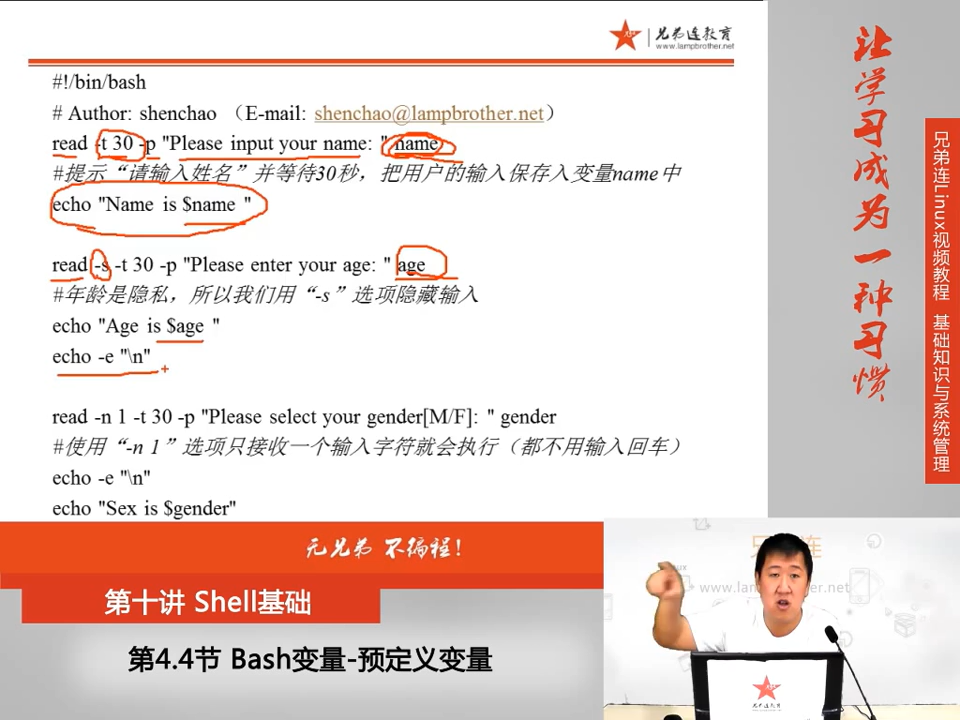 兄弟连教育
www.lampbrother.net
#!/bin/bash
# Author: shenchao （E-mail: shenchao@lampbrother.net）
read -t 30 -p "Please input your name: " name
#提示“请输入姓名”并等待30秒，把用户的输入保存入变量name中
echo "Name is $name "
read -s -t 30 -p "Please enter your age: " age
#年龄是隐私，所以我们用“-s”选项隐藏输入
echo "Age is $age "
echo -e "\n"
read -n 1 -t 30 -p "Please select your gender[M/F]: " gender
#使用“-n 1”选项只接收一个输入字符就会执行（都不用输入回车）
echo -e "\n"
echo "Sex is $gender"
让学习成为一种习惯
兄弟连Linux视频教程 基础知识与系统管理
无兄弟 不编程！
第十讲 Shell基础
第4.4节 Bash变量-预定义变量